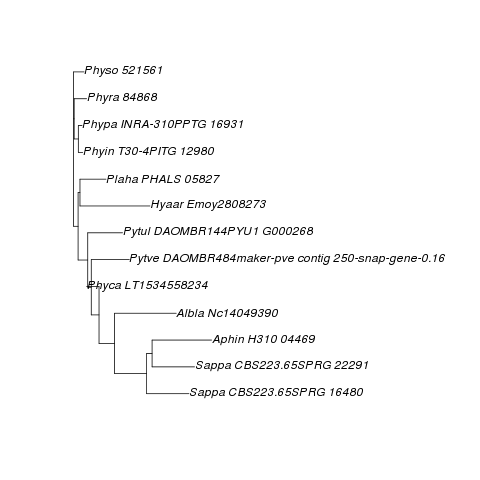 Physo 521561
Phyra 84868
Phypa INRA-310PPTG 16931
Phyin T30-4PITG 12980
Plaha PHALS 05827
Hyaar Emoy2808273
Pytul DAOMBR144PYU1 G000268
Pytve DAOMBR484maker-pve contig 250-snap-gene-0.16
Phyca LT1534558234
Albla Nc14049390
Aphin H310 04469
Sappa CBS223.65SPRG 22291
Sappa CBS223.65SPRG 16480